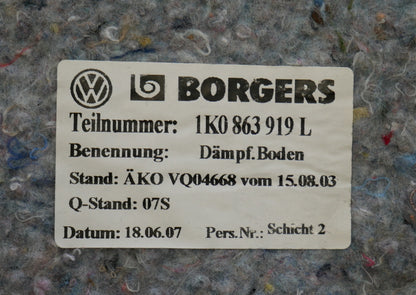 BORGERS
Teilnummer: 1K0 863 919 L
Benennung: Dämpf.Boden
Stand: ÄKO VQ04668 vom 15.08.03
Q-Stand: 07S
Datum: 18.06.07 Pers.Nr.: Schicht 2